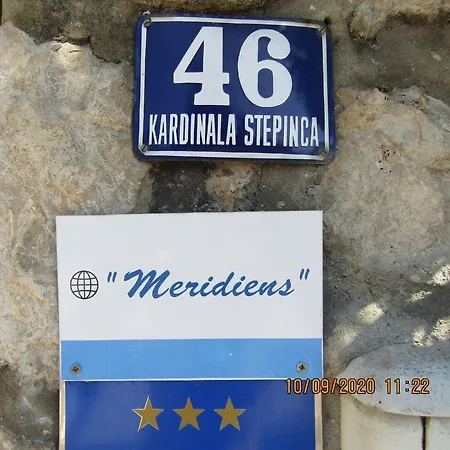 46
KARDINALA STEPINCA
"Meridiens"
10/09/2020 11:22